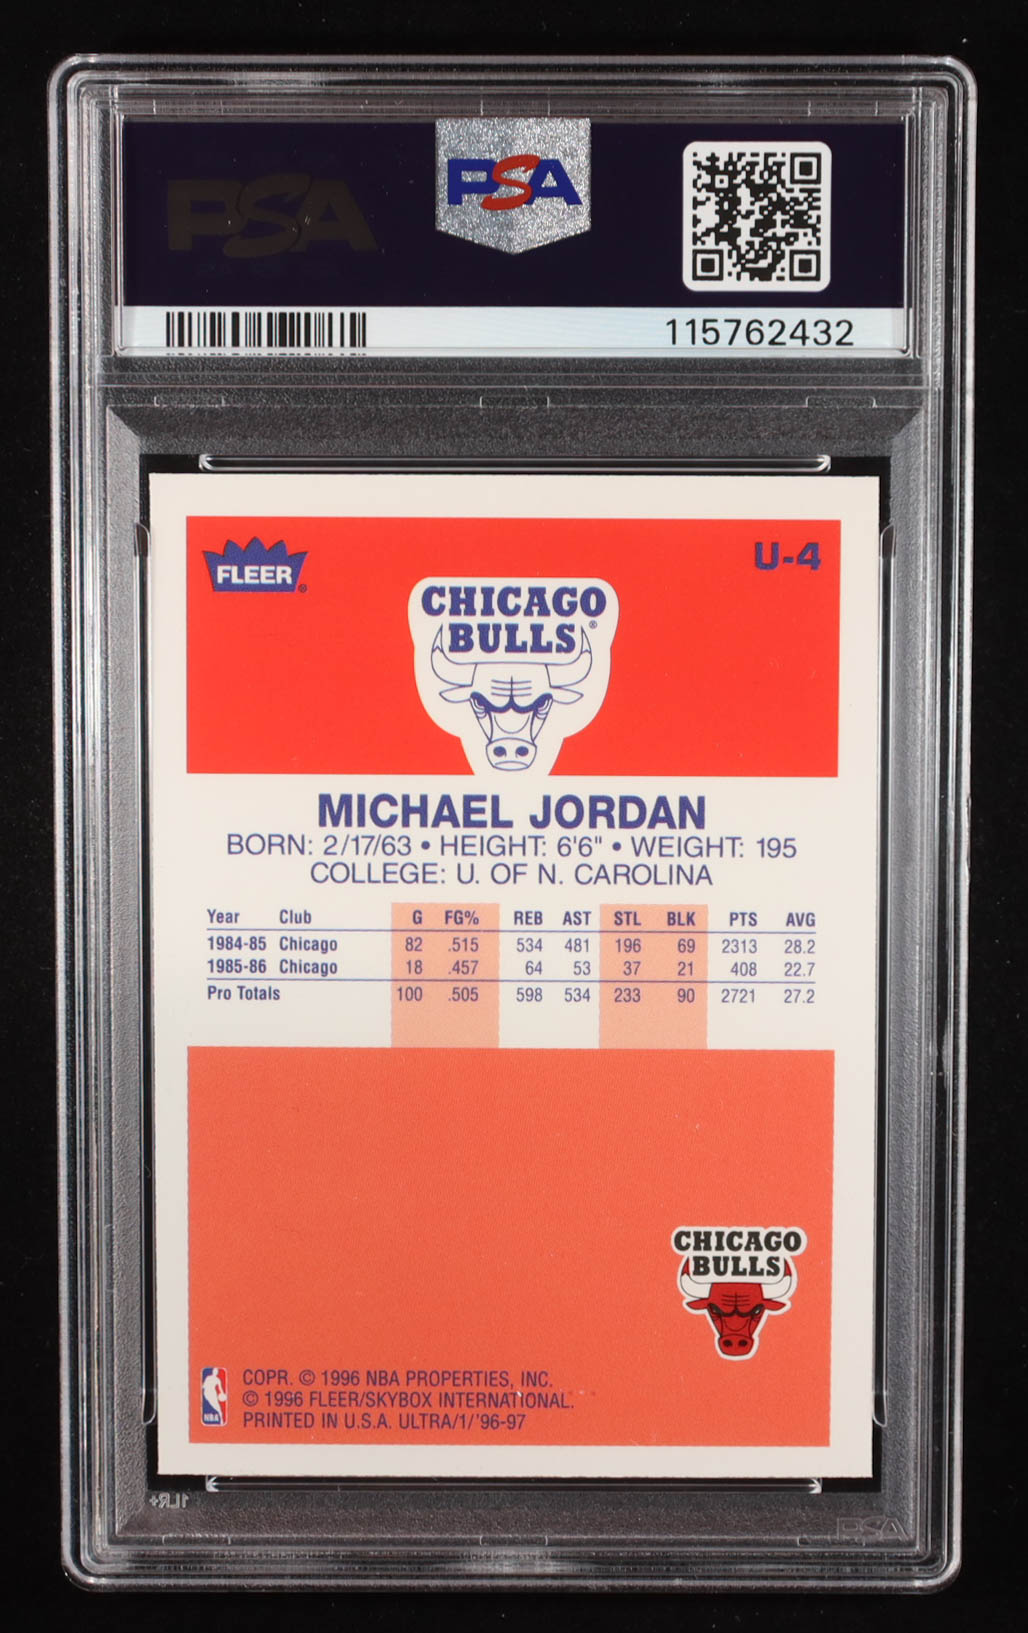 PSA
PSA
115762432
FLEER®
U-4
CHICAGO
BULLS®
MICHAEL JORDAN
BORN: 2/17/63 • HEIGHT: 6'6" • WEIGHT: 195
COLLEGE: U. OF N. CAROLINA
Year Club G FG% REB AST STL BLK PTS AVG
1984-85 Chicago 82 .515 534 481 196 69 2313 28.2
1985-86 Chicago 18 .457 64 53 37 21 408 22.7
Pro Totals 100 .505 598 534 233 90 2721 27.2
CHICAGO
BULLS
NBA
COPR. © 1996 NBA PROPERTIES, INC.
© 1996 FLEER/SKYBOX INTERNATIONAL.
PRINTED IN U.S.A. ULTRA/1/'96-97
1LR+
PSA